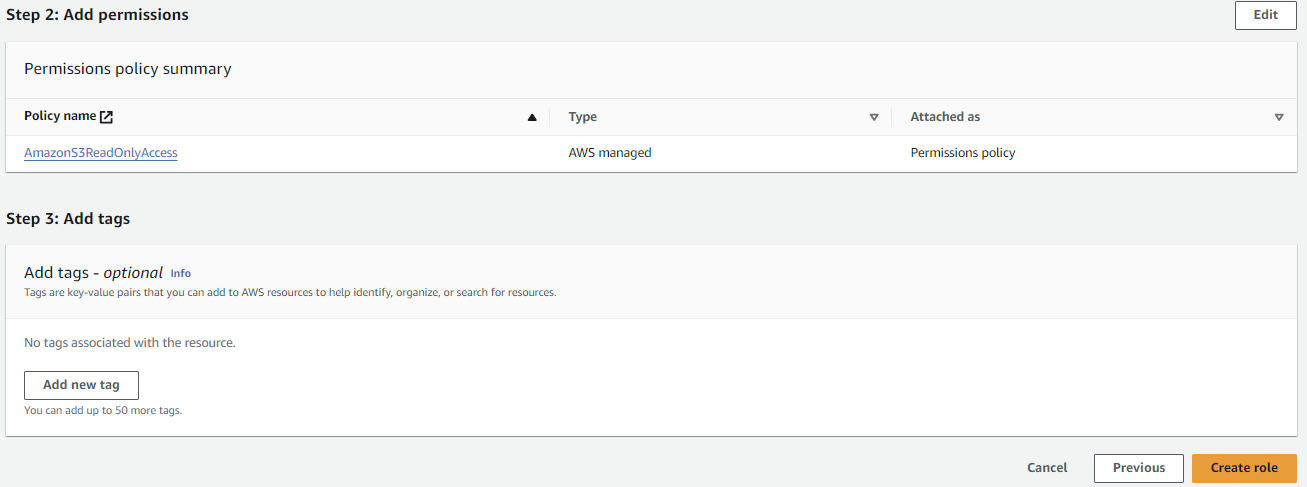 Step 2: Add permissions
Edit
Permissions policy summary
Policy name Type Attached as
AmazonS3ReadOnlyAccess AWS managed Permissions policy
Step 3: Add tags
Add tags - optional Info
Tags are key-value pairs that you can add to AWS resources to help identify, organize, or search for resources.
No tags associated with the resource.
Add new tag
You can add up to 50 more tags.
Cancel Previous Create role